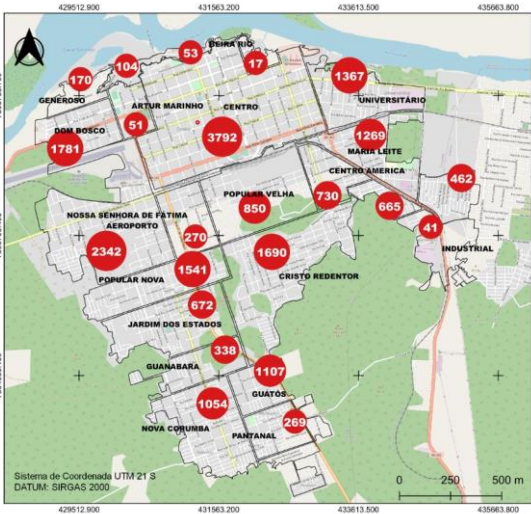 429512.900 431563.200 433613.500 435663.800
BEIRA RIO
53
17
104
170
1367
GENEROSO
ARTUR MARINHO
CENTRO
UNIVERSITÁRIO
51
DOM BOSCO
3792
1269
1781
MARIA LEITE
CENTRO AMERICA
462
POPULAR VELHA
730
665
850
NOSSA SENHORA DE FÁTIMA
AEROPORTO
270
41
2342
1690
INDUSTRIAL
1541
POPULAR NOVA
CRISTO REDENTOR
672
JARDIM DOS ESTADOS
338
GUANABARA
1107
GUATÓS
1054
269
NOVA CORUMBA
PANTANAL
Sistema de Coordenada UTM 21 S
DATUM: SIRGAS 2000
0 250 500 m
429512.900 431563.200 433613.500 435663.800